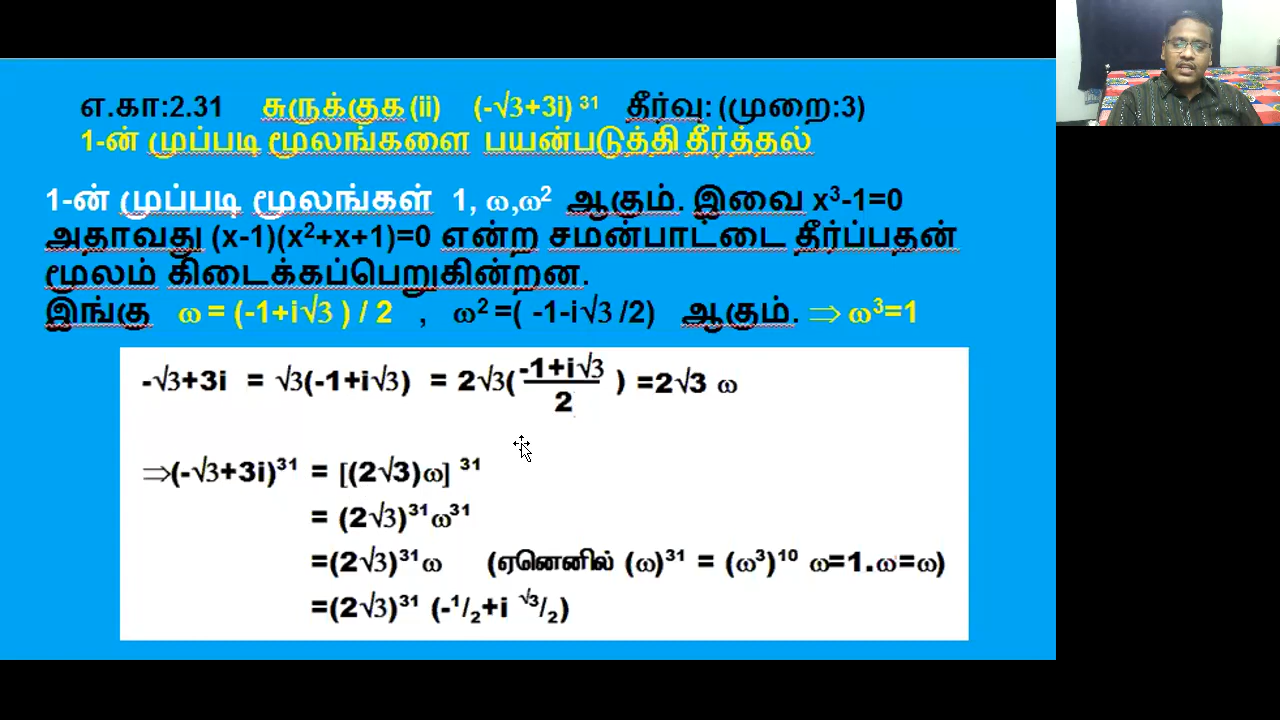 எ.கா:2.31 சுருக்குக (ii) (-√3+3i) ³¹ தீர்வு: (முறை:3)
1-ன் முப்படி மூலங்களை பயன்படுத்தி தீர்த்தல்
1-ன் முப்படி மூலங்கள் 1, ω,ω² ஆகும். இவை x³-1=0
அதாவது (x-1)(x²+x+1)=0 என்ற சமன்பாட்டை தீர்ப்பதன்
மூலம் கிடைக்கப்பெறுகின்றன.
இங்கு ω = (-1+i√3 ) / 2 , ω² =( -1-i√3 /2) ஆகும். ⇒ ω³=1
-√3+3i = √3(-1+i√3) = 2√3( -1+i√3 / 2 ) =2√3 ω
⇒(-√3+3i)³¹ = [(2√3)ω] ³¹
= (2√3)³¹ω³¹
=(2√3)³¹ω (ஏனெனில் (ω)³¹ = (ω³)¹⁰ ω=1.ω=ω)
=(2√3)³¹ (-¹/₂+i √3/₂)